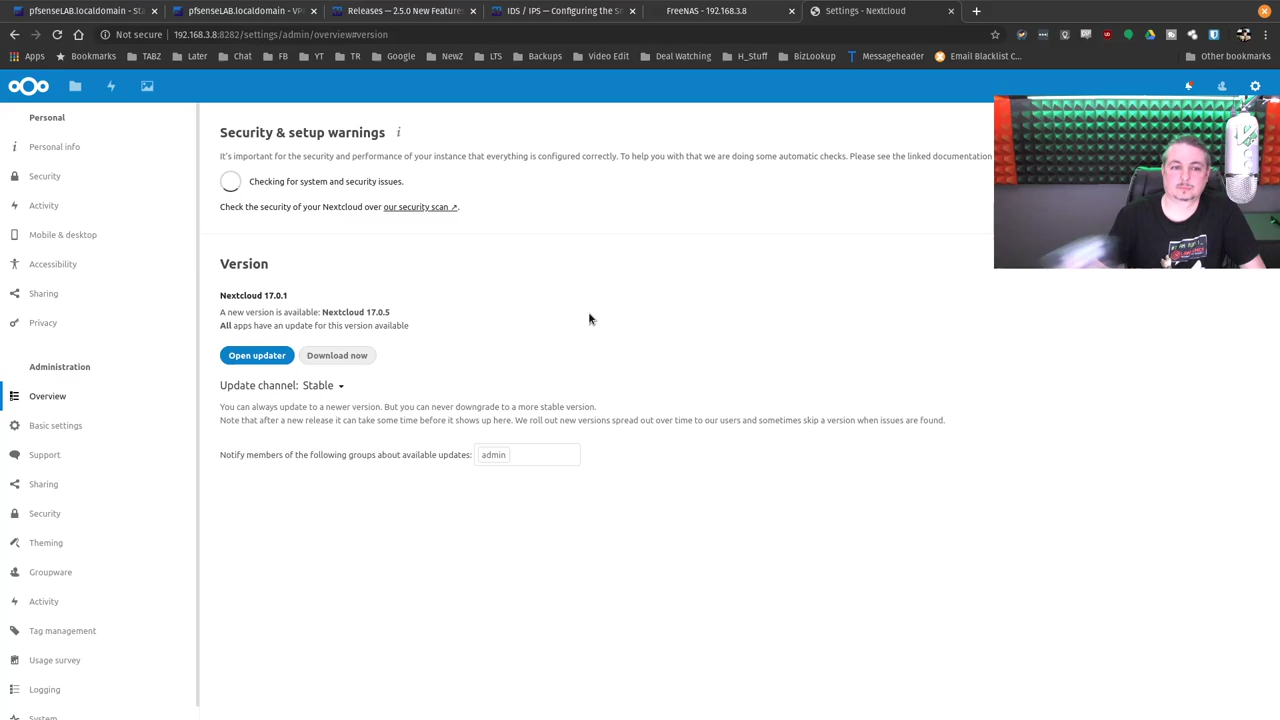 pfsenseLAB.localdomain - Sta
pfsenseLAB.localdomain - VP
Releases — 2.5.0 New Feature
IDS / IPS — Configuring the Sn
FreeNAS - 192.168.3.8
Settings - Nextcloud
Not secure
192.168.3.8:8282/settings/admin/overview#version
Apps
Bookmarks
TABZ
Later
Chat
FB
YT
TR
Google
NewZ
LTS
Backups
Video Edit
Deal Watching
H_Stuff
BizLookup
Messageheader
Email Blacklist C...
Other bookmarks
Personal
Personal info
Security
Activity
Mobile & desktop
Accessibility
Sharing
Privacy
Administration
Overview
Basic settings
Support
Sharing
Security
Theming
Groupware
Activity
Tag management
Usage survey
Logging
System
Security & setup warnings
It's important for the security and performance of your instance that everything is configured correctly. To help you with that we are doing some automatic checks. Please see the linked documentation
Checking for system and security issues.
Check the security of your Nextcloud over our security scan ↗.
Version
Nextcloud 17.0.1
A new version is available: Nextcloud 17.0.5
All apps have an update for this version available
Open updater
Download now
Update channel: Stable
You can always update to a newer version. But you can never downgrade to a more stable version.
Note that after a new release it can take some time before it shows up here. We roll out new versions spread out over time to our users and sometimes skip a version when issues are found.
Notify members of the following groups about available updates:
admin